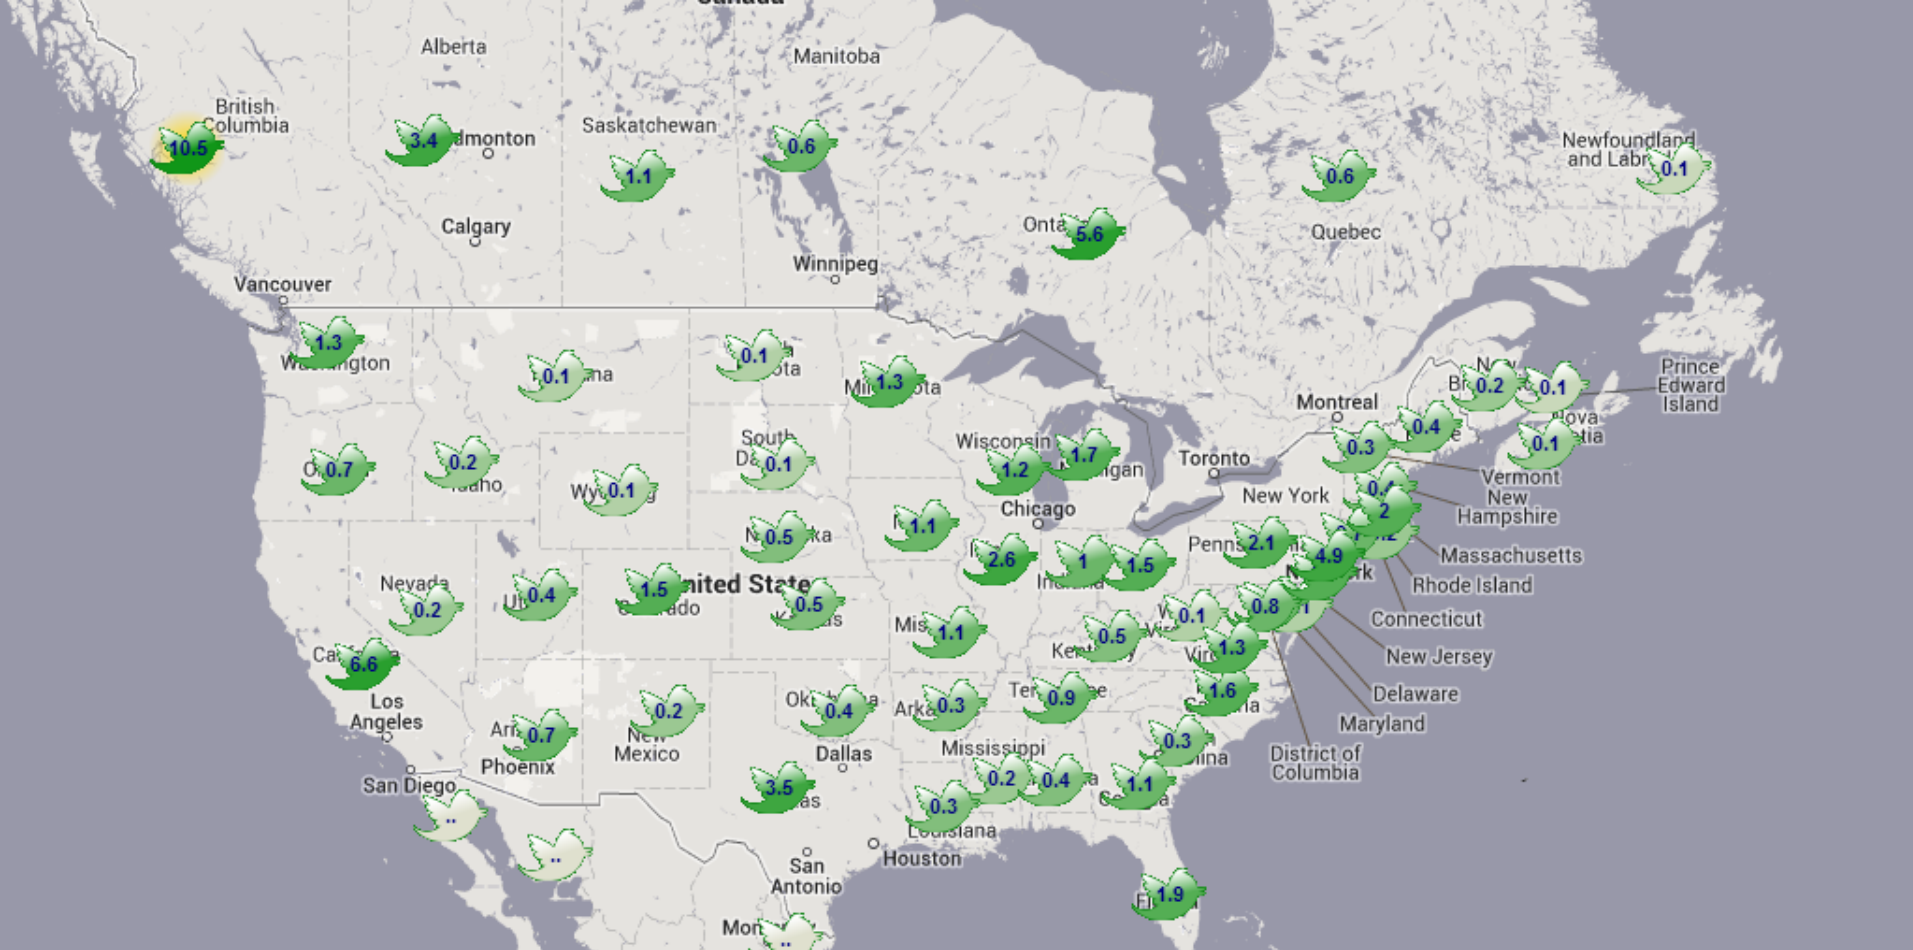 Alberta
Manitoba
British
Columbia
10.5
3.4
Saskatchewan
1.1
0.6
0.6
Newfoundland
0.1
Calgary
5.6
Quebec
Winnipeg
Vancouver
1.3
0.1
0.1
1.3
0.2
0.1
Prince
Edward
Island
Montreal
0.4
0.1
0.3
0.7
0.2
0.1
South
0.1
Wisconsin
1.2
1.7
Toronto
Vermont
New
Hampshire
New York
2
Chicago
0.5
1.1
2.6
1
1.5
2.1
4.9
Massachusetts
Rhode Island
Connecticut
New Jersey
Delaware
Maryland
District of
Columbia
Nevada
0.2
0.4
1.5
0.5
1.1
0.5
0.1
0.8
1.3
6.6
Los
Angeles
0.7
Phoenix
0.2
New
Mexico
0.4
0.3
0.9
1.6
Dallas
Mississippi
0.3
San Diego
3.5
0.3
0.2
0.4
1.1
Louisiana
..
..
San
Antonio
Houston
1.9
..